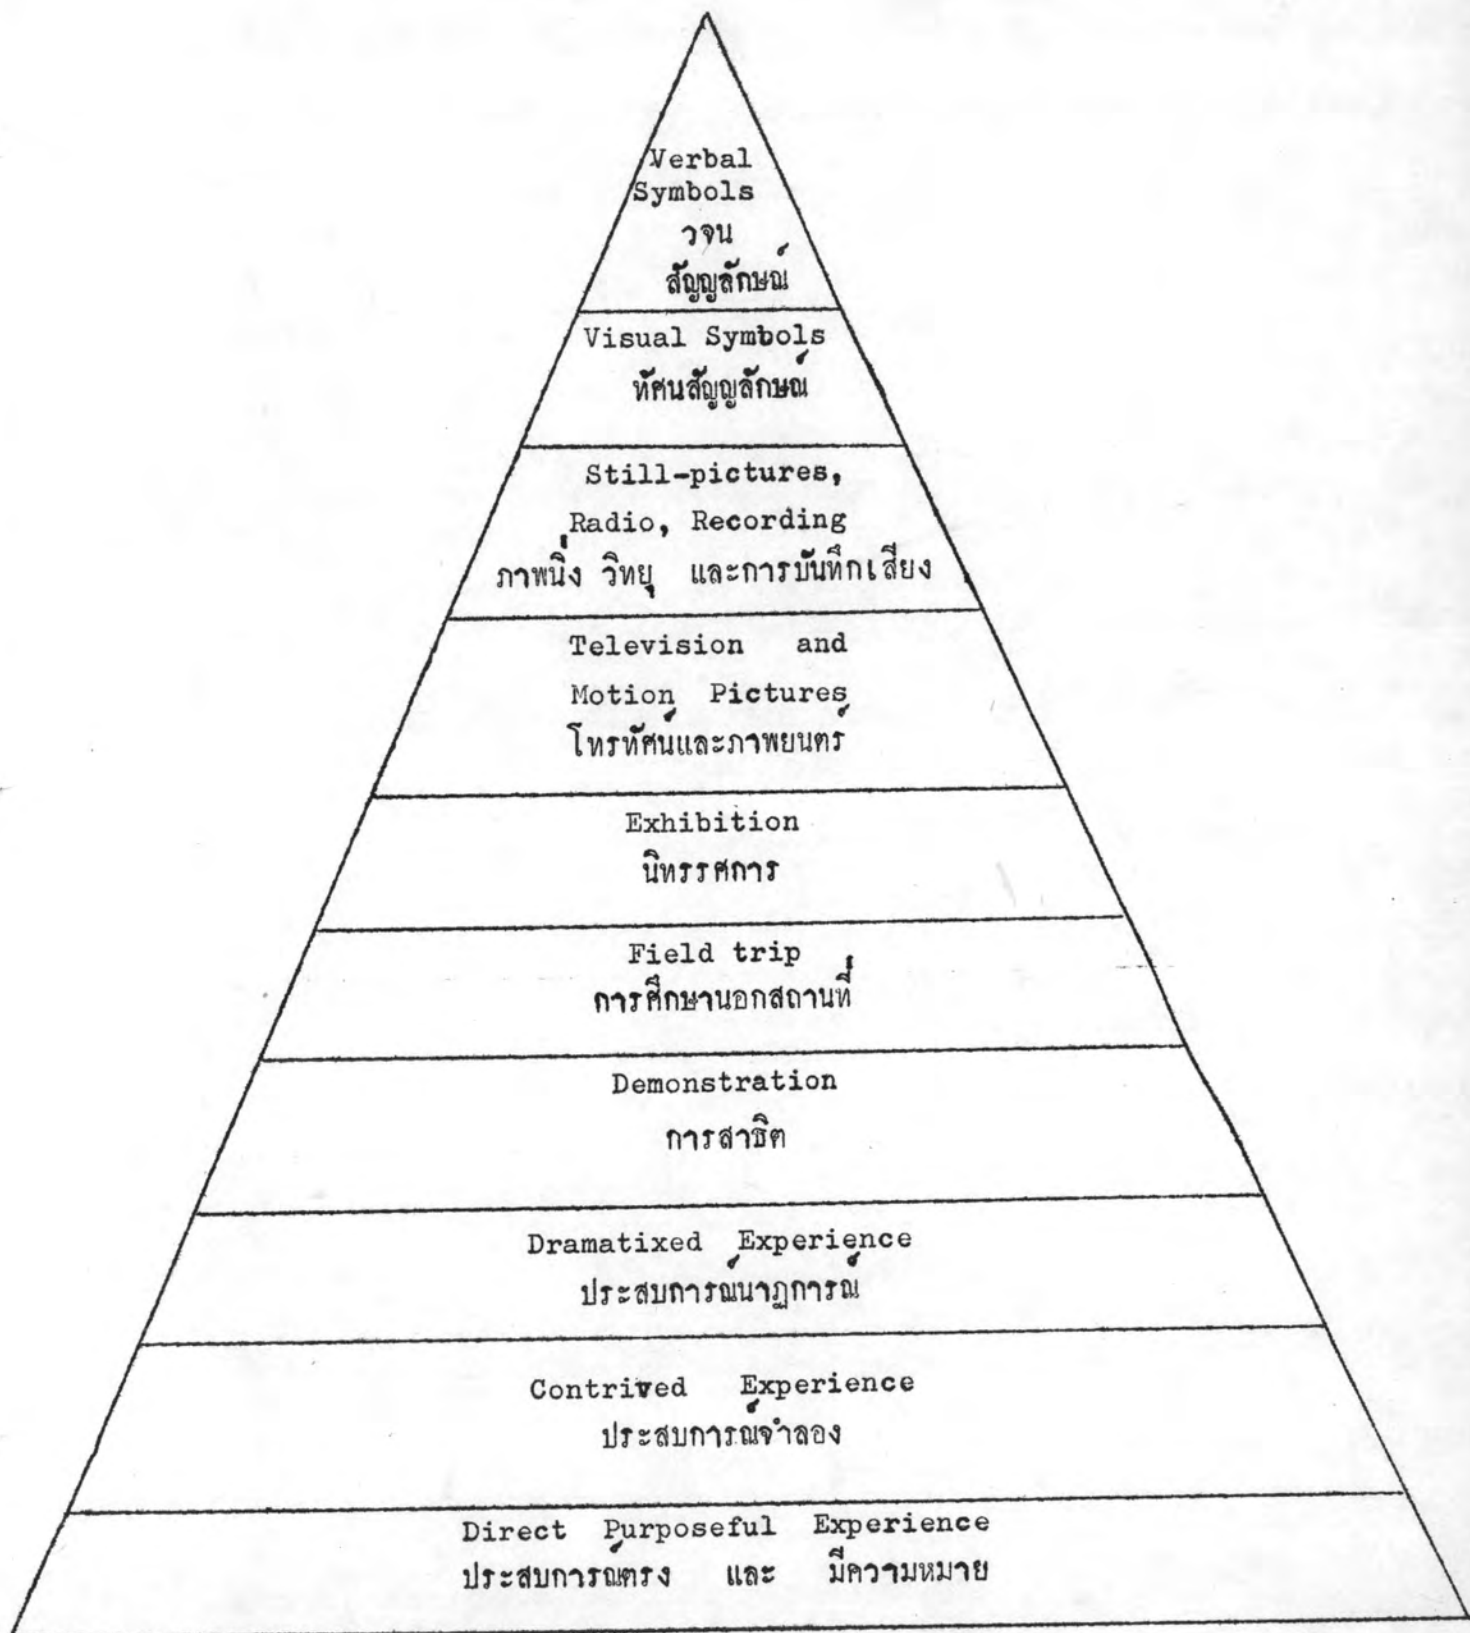 Verbal
Symbols
วจน
สัญญลักษณ์
Visual Symbols
ทัศนสัญญลักษณ์
Still-pictures,
Radio, Recording
ภาพนิ่ง วิทยุ และการบันทึกเสียง
Television and
Motion Pictures
โทรทัศน์และภาพยนตร์
Exhibition
นิทรรศการ
Field trip
การศึกษานอกสถานที่
Demonstration
การสาธิต
Dramatixed Experience
ประสบการณ์นาฏการณ์
Contrived Experience
ประสบการณ์จำลอง
Direct Purposeful Experience
ประสบการณ์ตรง และ มีความหมาย